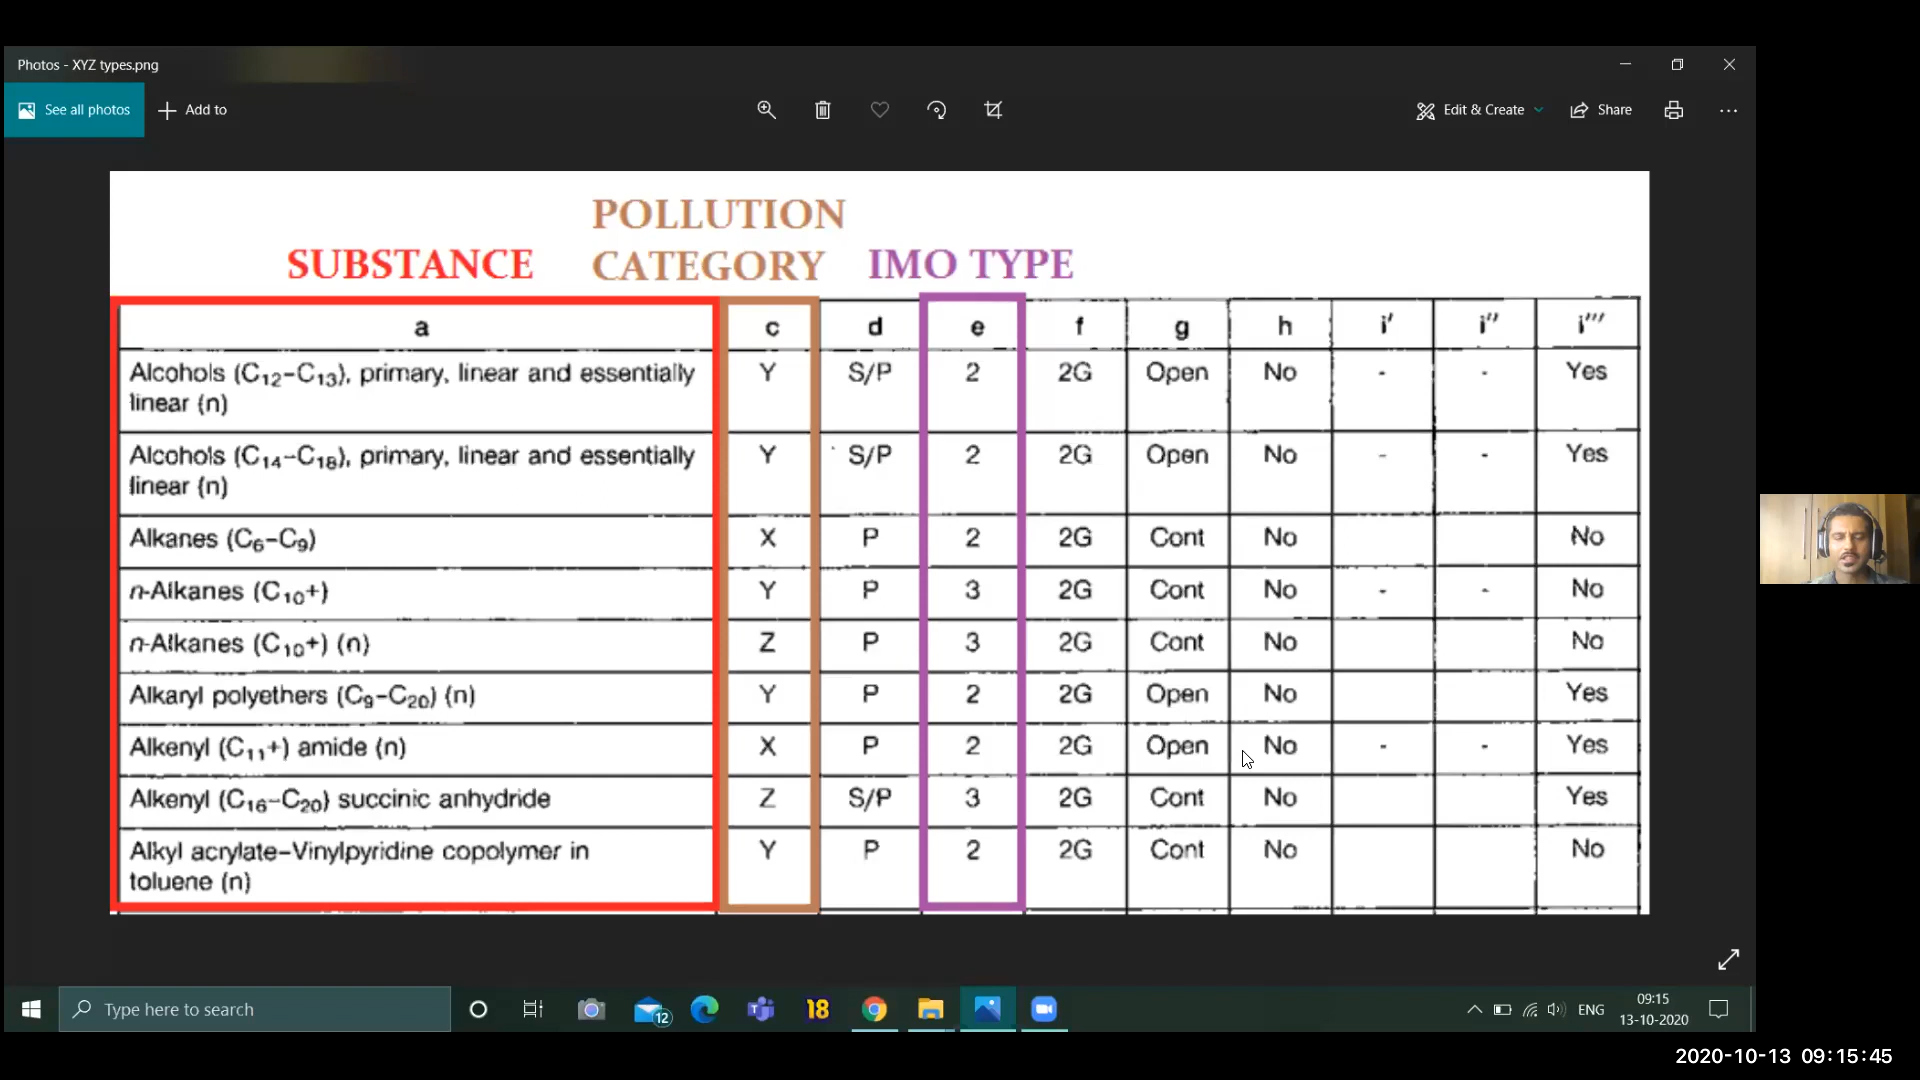 Photos - XYZ types.png
See all photos
Add to
Edit & Create
Share
POLLUTION
SUBSTANCE CATEGORY IMO TYPE
a c d e f g h i′ i″ i‴
Alcohols (C₁₂–C₁₃), primary, linear and essentially Y S/P 2 2G Open No - - Yes
linear (n)
Alcohols (C₁₄–C₁₈), primary, linear and essentially Y S/P 2 2G Open No - - Yes
linear (n)
Alkanes (C₆–C₉) X P 2 2G Cont No No
n-Alkanes (C₁₀+) Y P 3 2G Cont No - - No
n-Alkanes (C₁₀+) (n) Z P 3 2G Cont No No
Alkaryl polyethers (C₉–C₂₀) (n) Y P 2 2G Open No Yes
Alkenyl (C₁₁+) amide (n) X P 2 2G Open No - - Yes
Alkenyl (C₁₆–C₂₀) succinic anhydride Z S/P 3 2G Cont No Yes
Alkyl acrylate–Vinylpyridine copolymer in Y P 2 2G Cont No No
toluene (n)
Type here to search
12
18
ENG
09:15
13-10-2020
2020-10-13 09:15:45